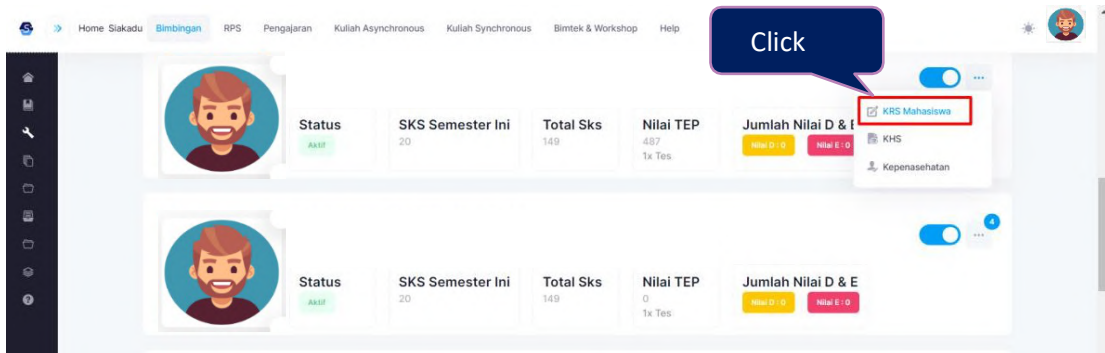 Home Siakadu Bimbingan RPS Pengajaran Kuliah Asynchronous Kuliah Synchronous Bimtek & Workshop Help
Click
KRS Mahasiswa
KHS
Kepenasehatan
Status SKS Semester Ini Total Sks Nilai TEP Jumlah Nilai D & E
Aktif 20 149 487 Nilai D : 0 Nilai E : 0
1x Tes
4
Status SKS Semester Ini Total Sks Nilai TEP Jumlah Nilai D & E
Aktif 20 149 0 Nilai D : 0 Nilai E : 0
1x Tes